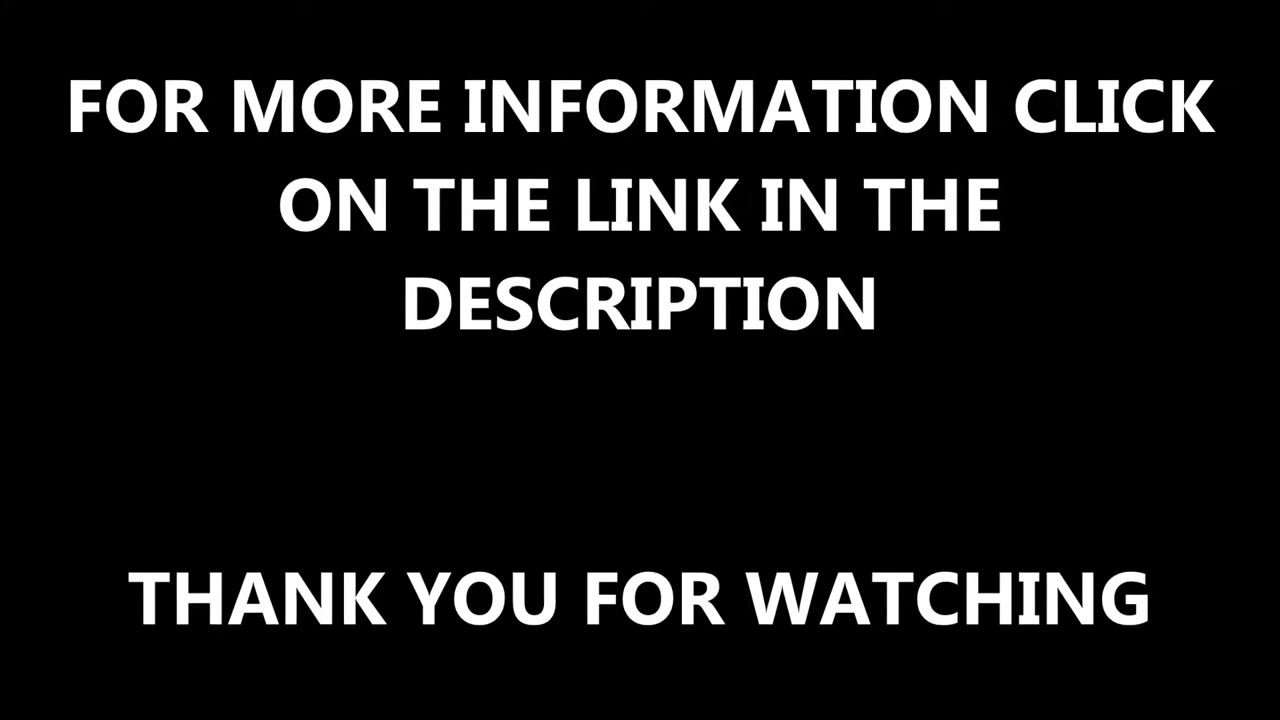 FOR MORE INFORMATION CLICK
ON THE LINK IN THE
DESCRIPTION
THANK YOU FOR WATCHING